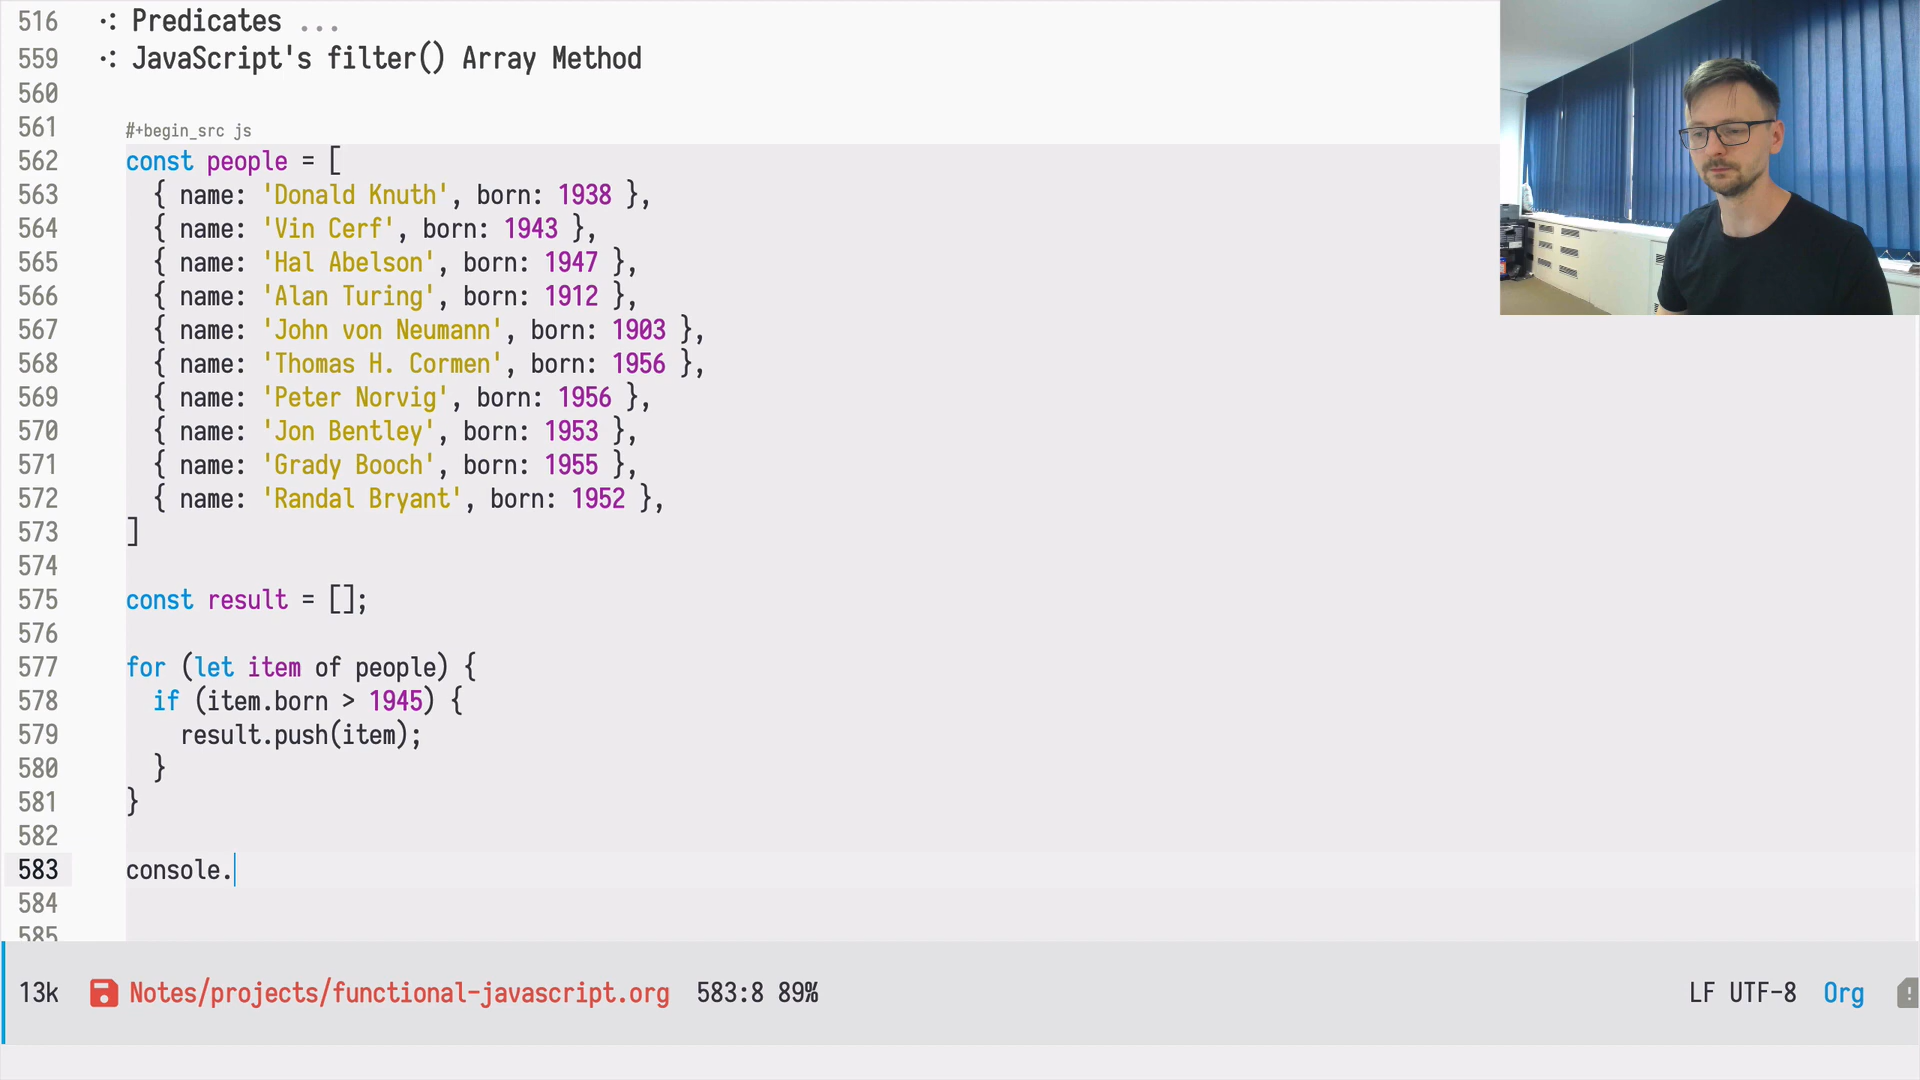 516 Predicates ...
559 JavaScript's filter() Array Method
560
561 #+begin_src js
562 const people = [
563 { name: 'Donald Knuth', born: 1938 },
564 { name: 'Vin Cerf', born: 1943 },
565 { name: 'Hal Abelson', born: 1947 },
566 { name: 'Alan Turing', born: 1912 },
567 { name: 'John von Neumann', born: 1903 },
568 { name: 'Thomas H. Cormen', born: 1956 },
569 { name: 'Peter Norvig', born: 1956 },
570 { name: 'Jon Bentley', born: 1953 },
571 { name: 'Grady Booch', born: 1955 },
572 { name: 'Randal Bryant', born: 1952 },
573 ]
574
575 const result = [];
576
577 for (let item of people) {
578 if (item.born > 1945) {
579 result.push(item);
580 }
581 }
582
583 console.
584
585
13k Notes/projects/functional-javascript.org 583:8 89% LF UTF-8 Org